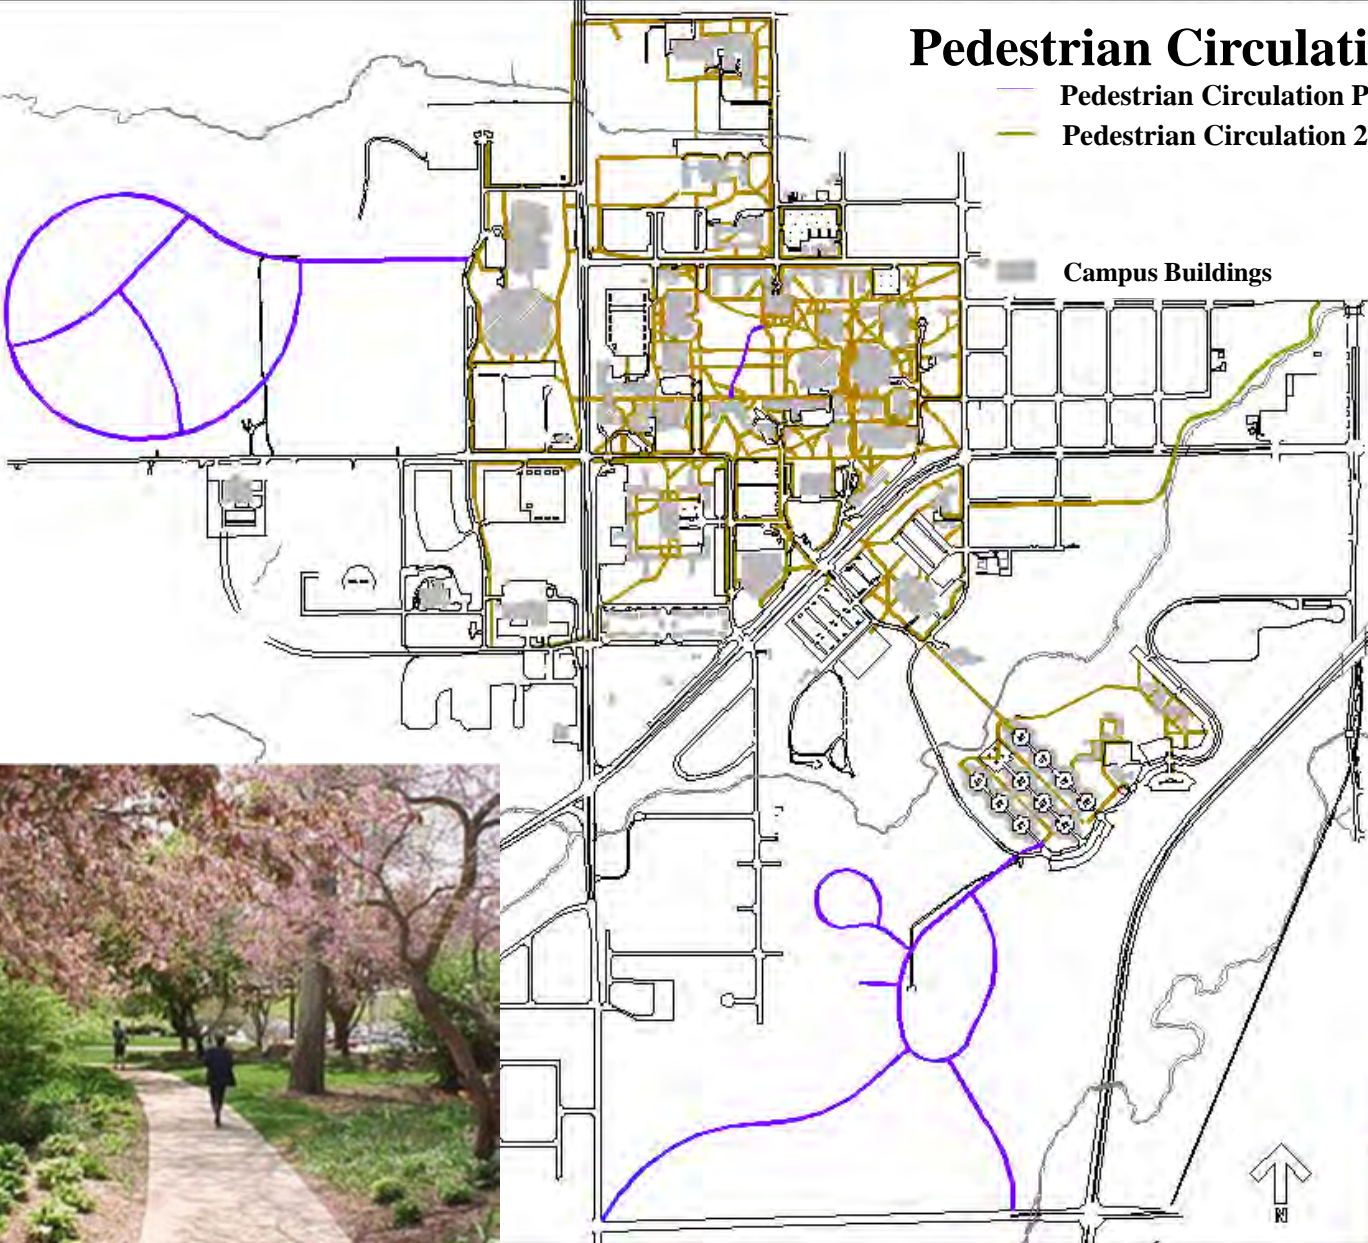 Pedestrian Circulati
Pedestrian Circulation P
Pedestrian Circulation 2
Campus Buildings
N